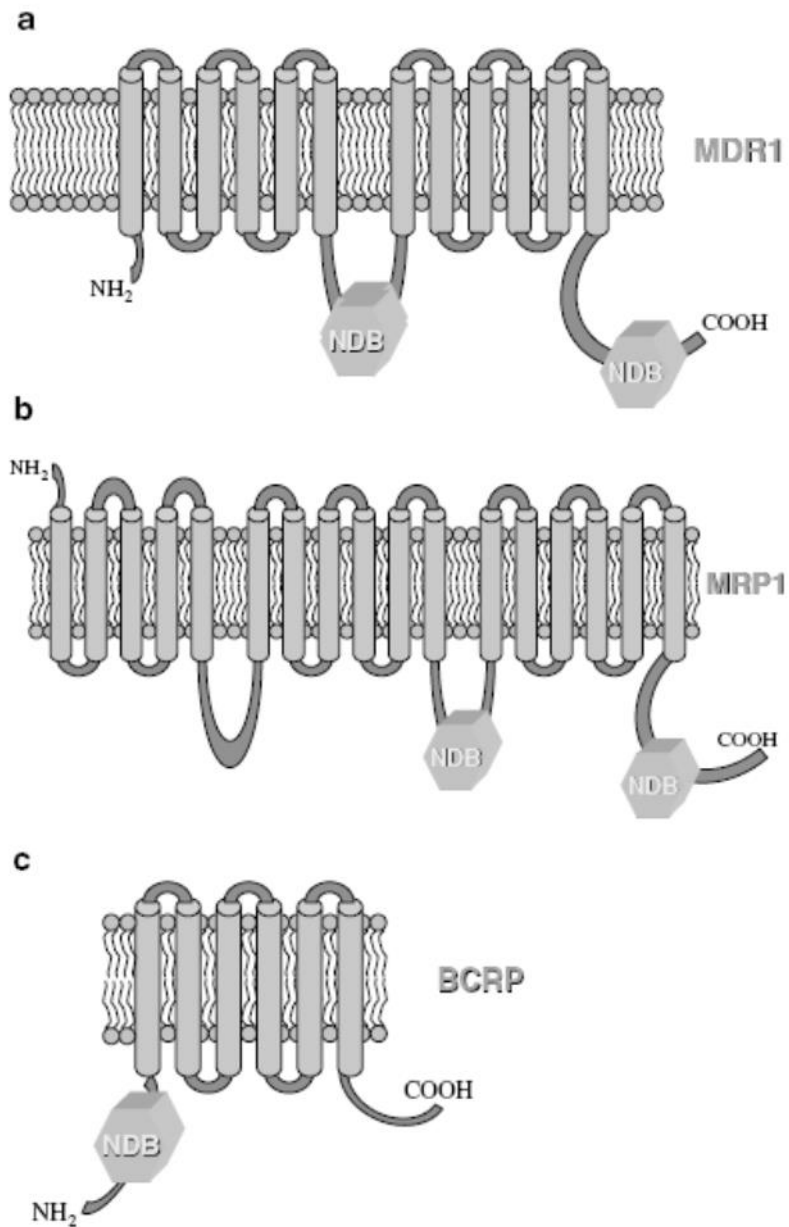 a
MDR1
NH₂
NDB
COOH
NDB
b
NH₂
MRP1
NDB
COOH
NDB
c
BCRP
COOH
NDB
NH₂